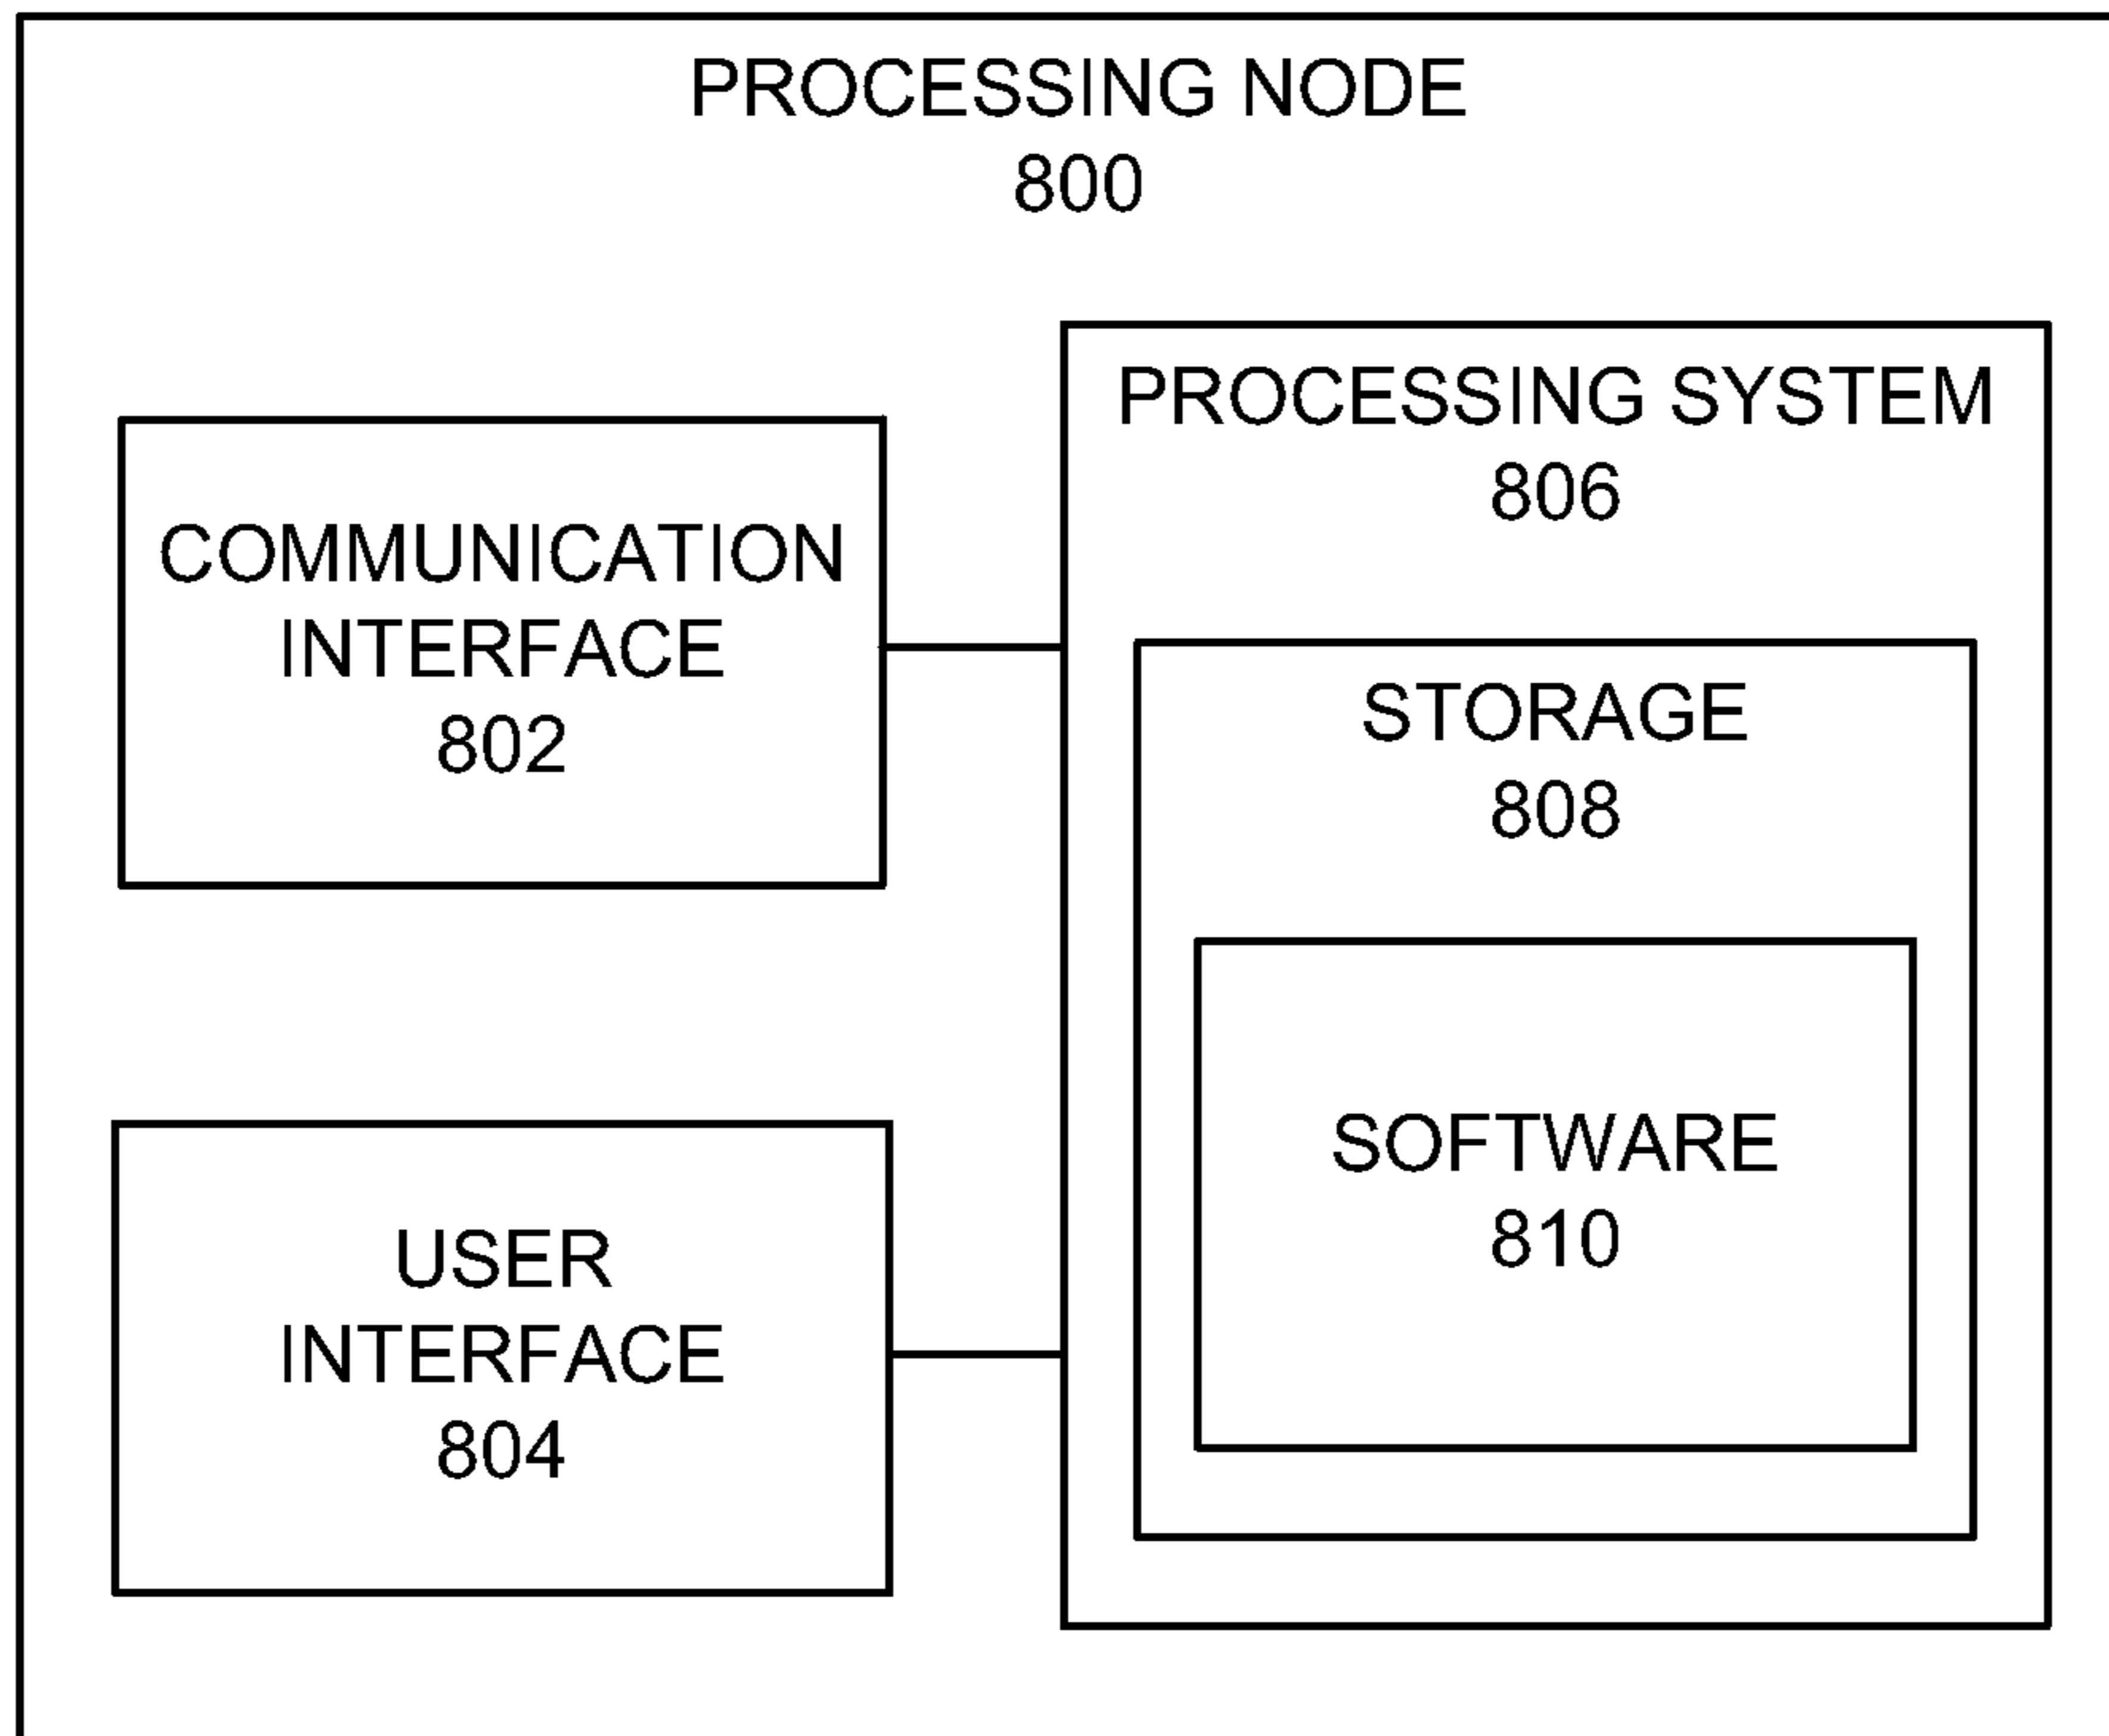 PROCESSING NODE
800
COMMUNICATION
INTERFACE
802
USER
INTERFACE
804
PROCESSING SYSTEM
806
STORAGE
808
SOFTWARE
810